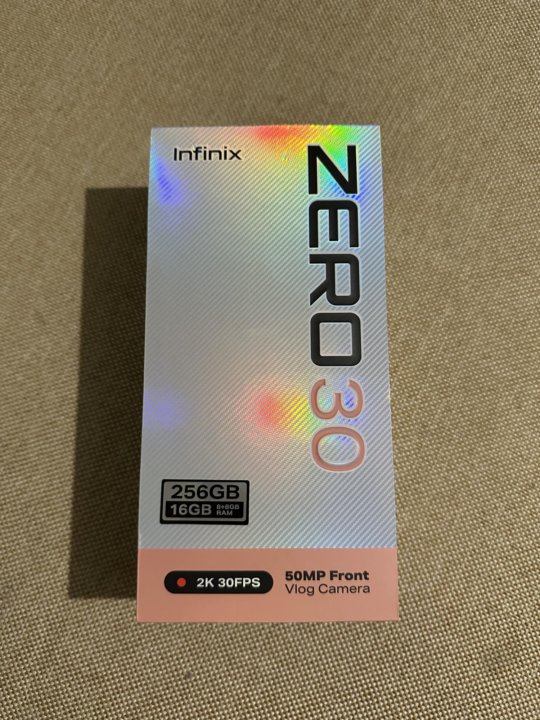 Infinix
ZERO 30
256GB
16GB 8+8GB RAM
2K 30FPS
50MP Front
Vlog Camera